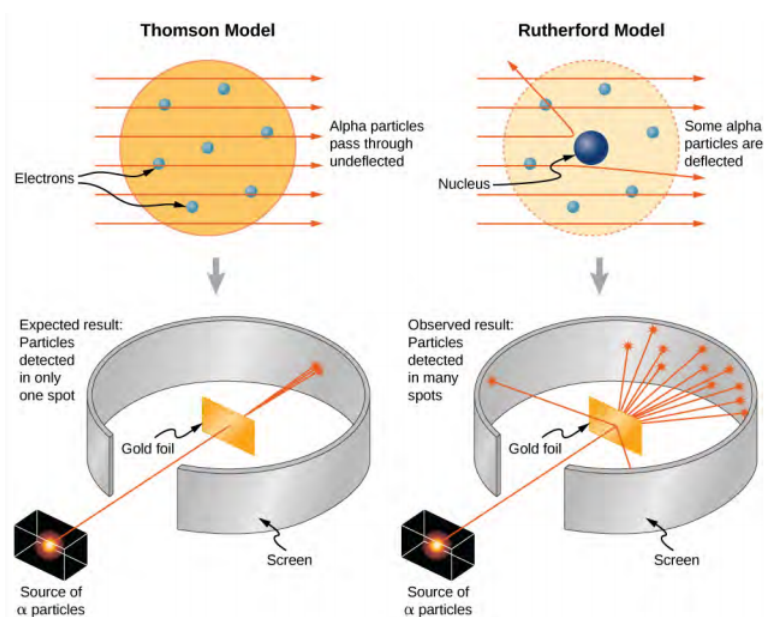 Thomson Model
Alpha particles
pass through
undeflected
Electrons
Expected result:
Particles
detected
in only
one spot
Gold foil
Screen
Source of
α particles
Rutherford Model
Some alpha
particles are
deflected
Nucleus
Observed result:
Particles
detected
in many
spots
Gold foil
Screen
Source of
α particles